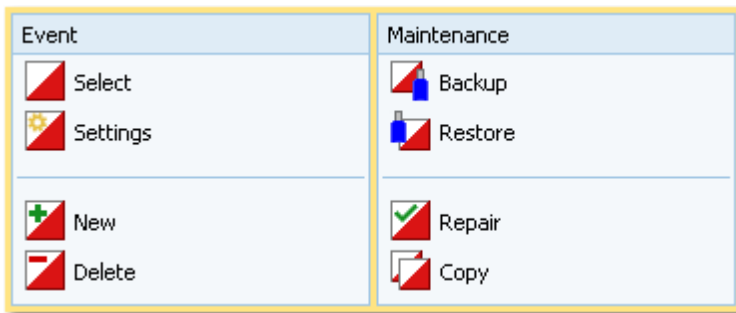 Event
Select
Settings
New
Delete
Maintenance
Backup
Restore
Repair
Copy